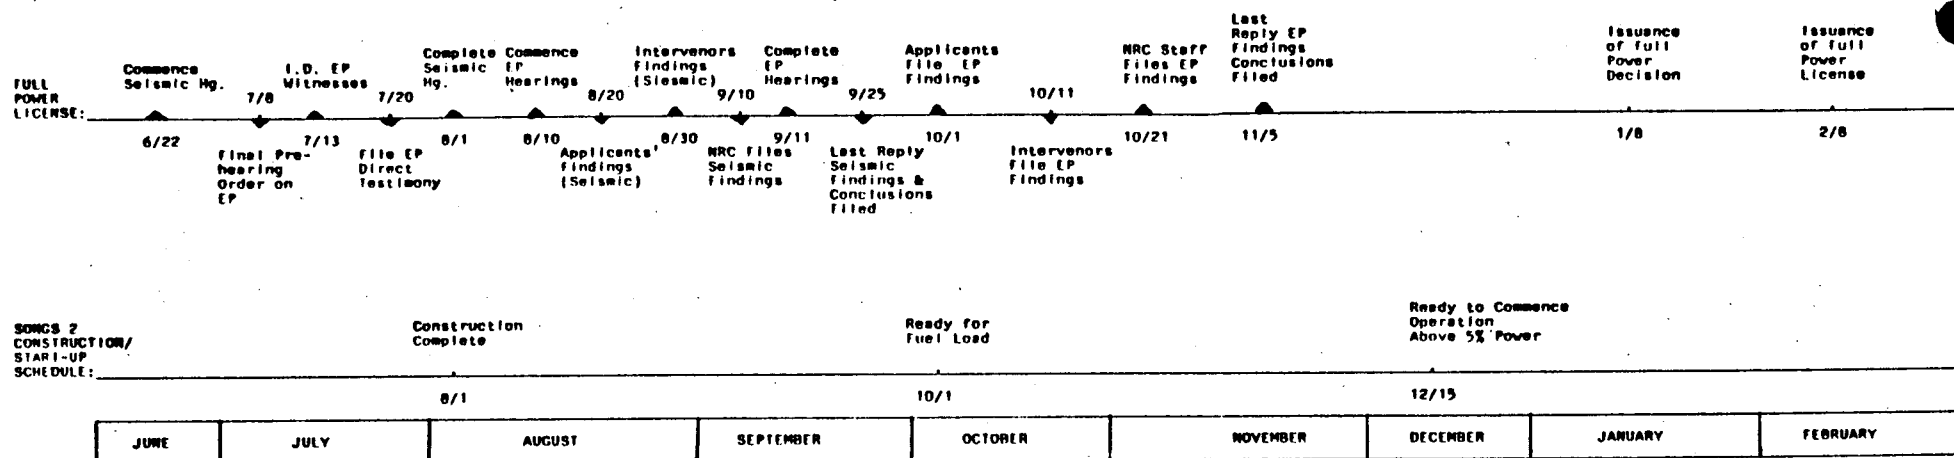 FULL
POWER
LICENSE:
Commence
Seismic Hg.
6/22
7/8
Final Pre-
hearing
Order on
EP
I.D. EP
Witnesses
7/13
7/20
File EP
Direct
Testimony
Complete
Seismic
Hg.
8/1
Commence
EP
Hearings
8/10
8/20
Applicants'
Findings
(Seismic)
Intervenors
Findings
(Siesmic)
8/30
9/10
NRC Files
Seismic
Findings
Complete
EP
Hearings
9/11
9/25
Last Reply
Seismic
Findings &
Conclusions
Filed
Applicants
File EP
Findings
10/1
10/11
Intervenors
File EP
Findings
NRC Staff
Files EP
Findings
10/21
Last
Reply EP
Findings
Conclusions
Filed
11/5
Issuance
of Full
Power
Decision
1/8
Issuance
of Full
Power
License
2/8
SONGS 2
CONSTRUCTION/
START-UP
SCHEDULE:
Construction
Complete
8/1
Ready for
Fuel Load
10/1
Ready to Commence
Operation
Above 5% Power
12/15
JUNE
JULY
AUGUST
SEPTEMBER
OCTOBER
NOVEMBER
DECEMBER
JANUARY
FEBRUARY